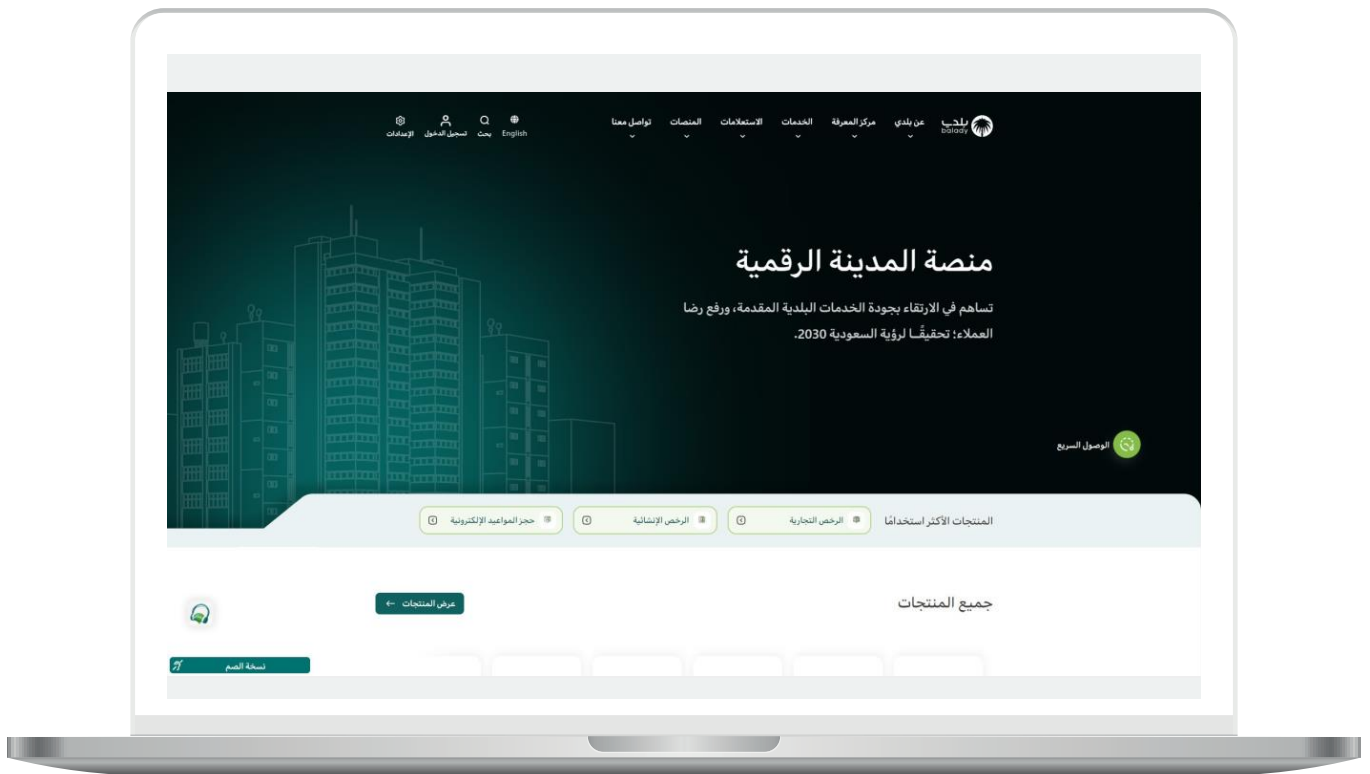 بلدي
balady
عن بلدي
مركز المعرفة
الخدمات
الاستعلامات
المنصات
تواصل معنا
English
بحث
تسجيل الدخول
الإعدادات
منصة المدينة الرقمية
تساهم في الارتقاء بجودة الخدمات البلدية المقدمة، ورفع رضا
العملاء؛ تحقيقًـا لرؤية السعودية 2030.
الوصول السريع
المنتجات الأكثر استخدامًا
الرخص التجارية
الرخص الإنشائية
حجز المواعيد الإلكترونية
جميع المنتجات
عرض المنتجات
نسخة الصم